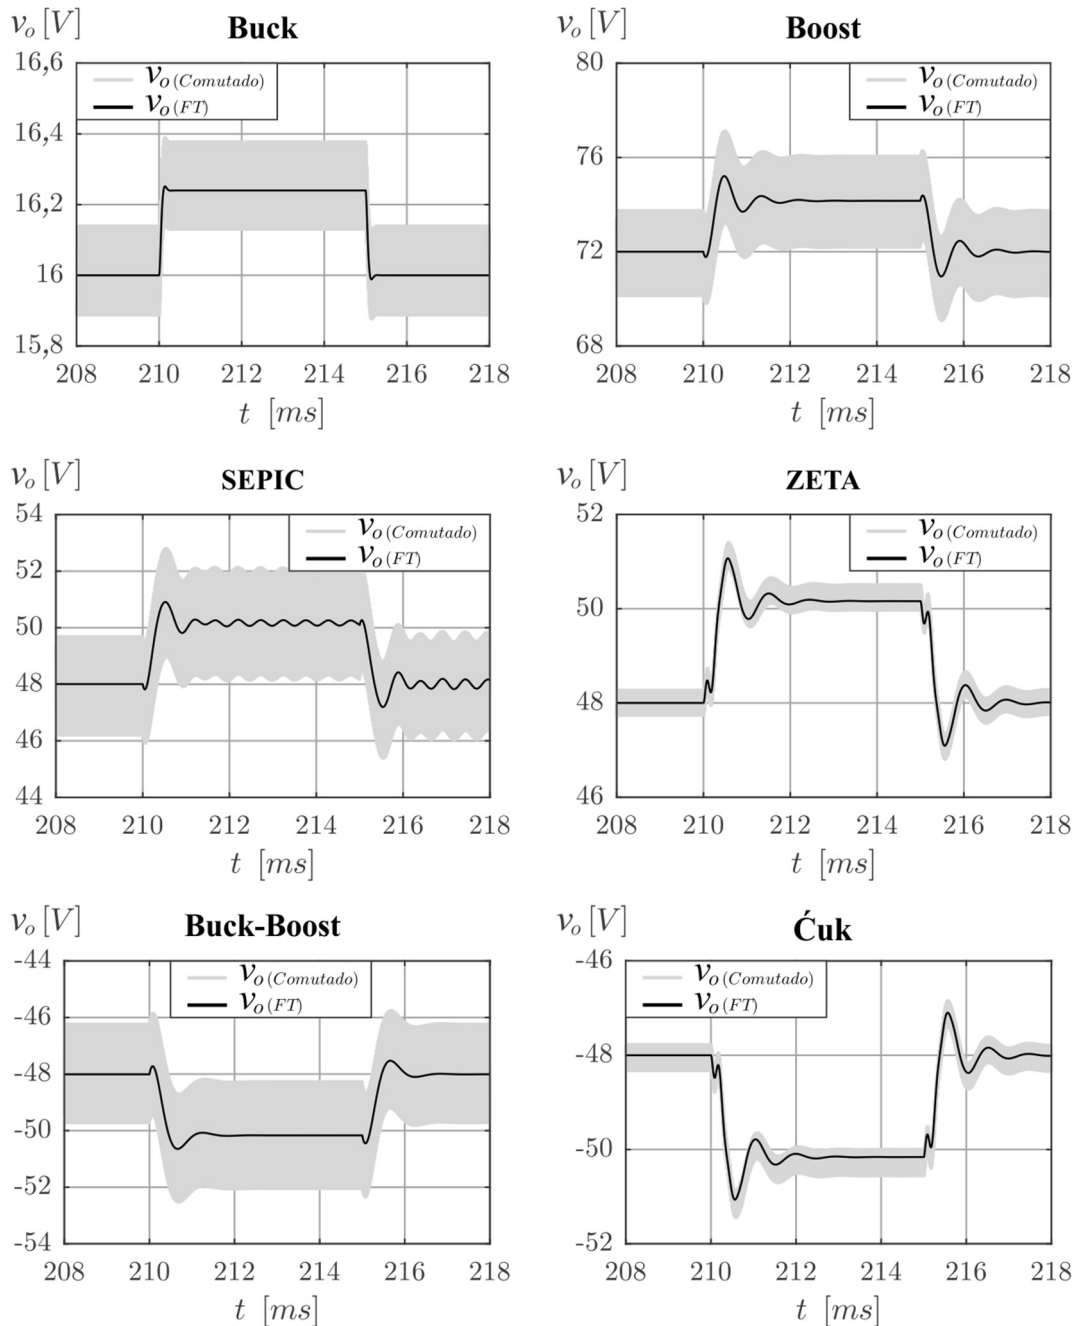 v_o [V] Buck
16,6
16,4
16,2
16
15,8
v_o (Comutado)
v_o (FT)
208 210 212 214 216 218
t [ms]
v_o [V] Boost
80
76
72
68
v_o (Comutado)
v_o (FT)
208 210 212 214 216 218
t [ms]
v_o [V] SEPIC
54
52
50
48
46
44
v_o (Comutado)
v_o (FT)
208 210 212 214 216 218
t [ms]
v_o [V] ZETA
52
50
48
46
v_o (Comutado)
v_o (FT)
208 210 212 214 216 218
t [ms]
v_o [V] Buck-Boost
-44
-46
-48
-50
-52
-54
v_o (Comutado)
v_o (FT)
208 210 212 214 216 218
t [ms]
v_o [V] Ćuk
-46
-48
-50
-52
v_o (Comutado)
v_o (FT)
208 210 212 214 216 218
t [ms]